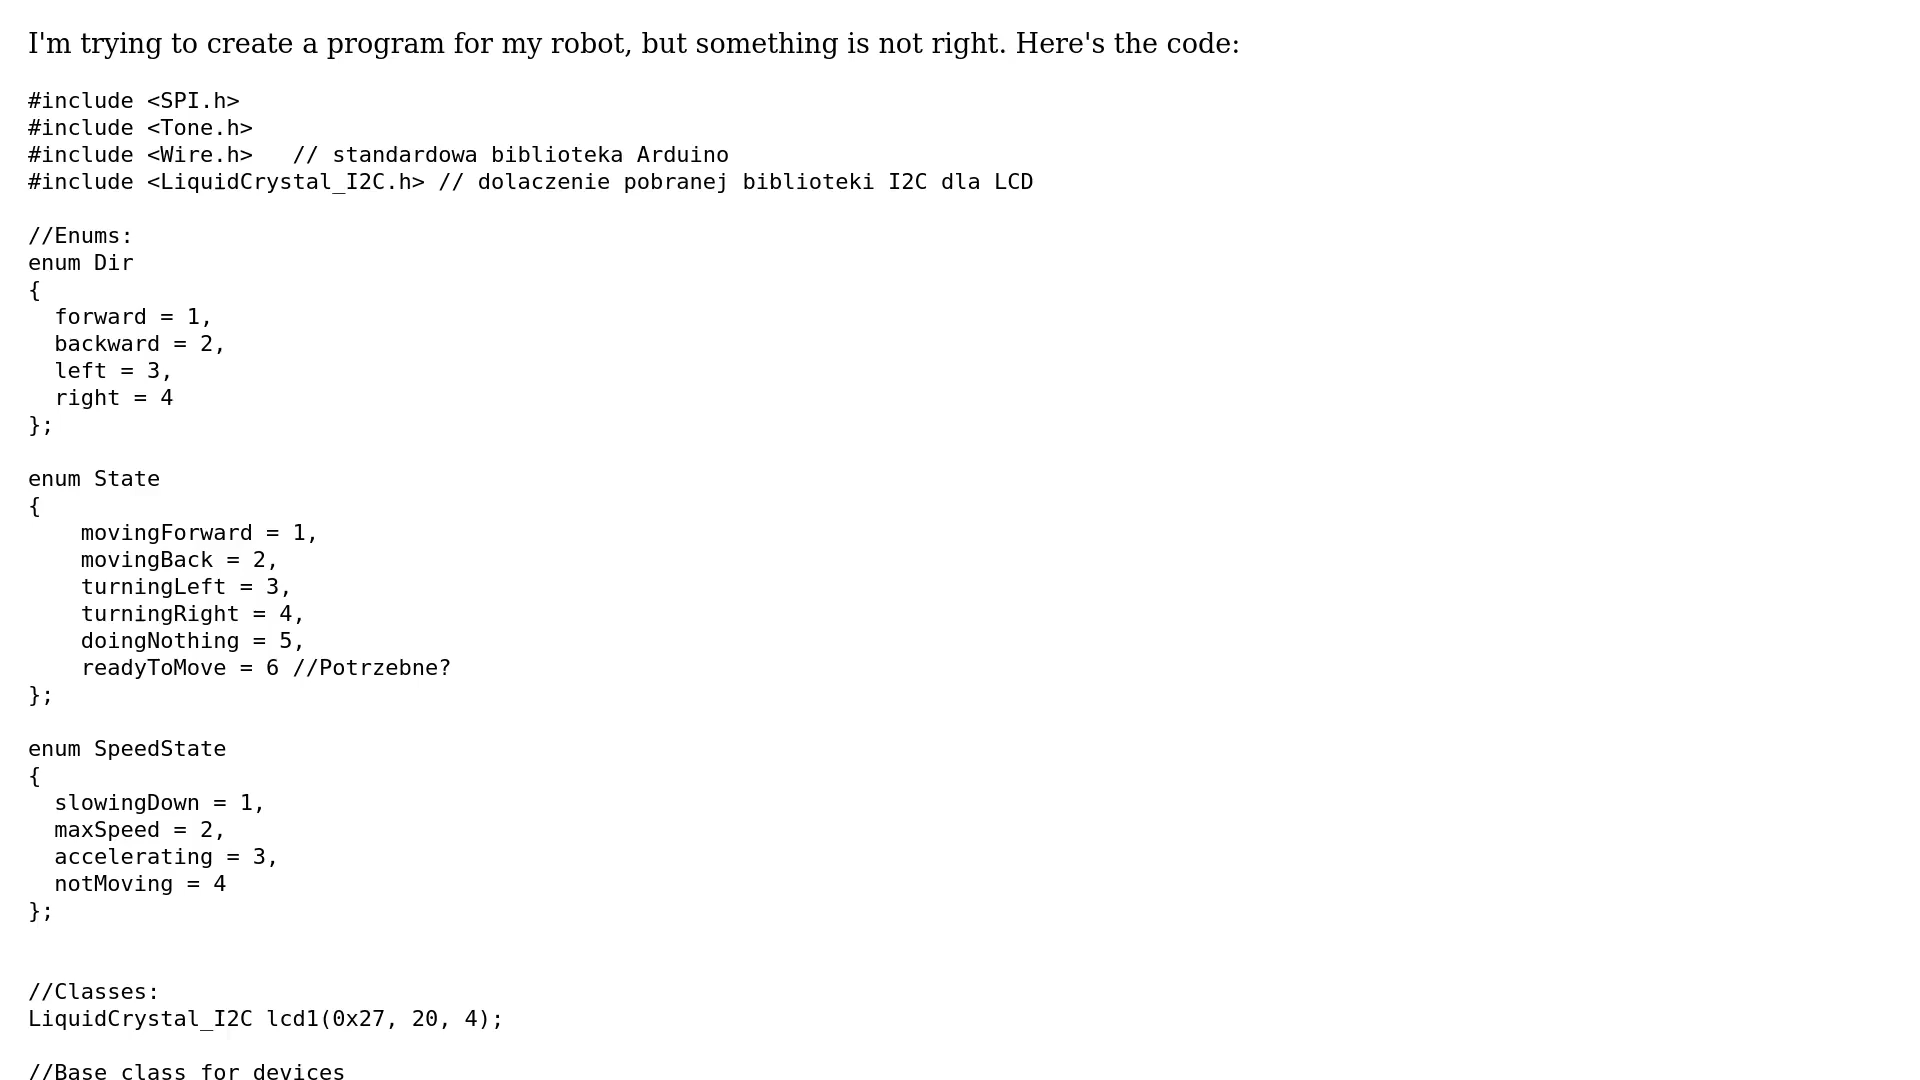 I'm trying to create a program for my robot, but something is not right. Here's the code:
#include <SPI.h>
#include <Tone.h>
#include <Wire.h>   // standardowa biblioteka Arduino
#include <LiquidCrystal_I2C.h> // dolaczenie pobranej biblioteki I2C dla LCD

//Enums:
enum Dir
{
  forward = 1,
  backward = 2,
  left = 3,
  right = 4
};

enum State
{
    movingForward = 1,
    movingBack = 2,
    turningLeft = 3,
    turningRight = 4,
    doingNothing = 5,
    readyToMove = 6 //Potrzebne?
};

enum SpeedState
{
  slowingDown = 1,
  maxSpeed = 2,
  accelerating = 3,
  notMoving = 4
};


//Classes:
LiquidCrystal_I2C lcd1(0x27, 20, 4);

//Base class for devices